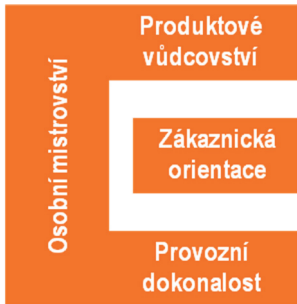 Osobní mistrovství
Produktové
vůdcovství
Zákaznická
orientace
Provozní
dokonalost